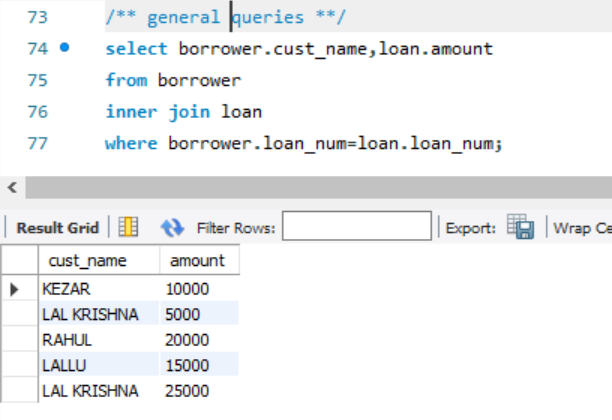 73 /** general queries **/
74 select borrower.cust_name,loan.amount
75 from borrower
76 inner join loan
77 where borrower.loan_num=loan.loan_num;
Result Grid Filter Rows: Export: Wrap Ce
cust_name amount
KEZAR 10000
LAL KRISHNA 5000
RAHUL 20000
LALLU 15000
LAL KRISHNA 25000